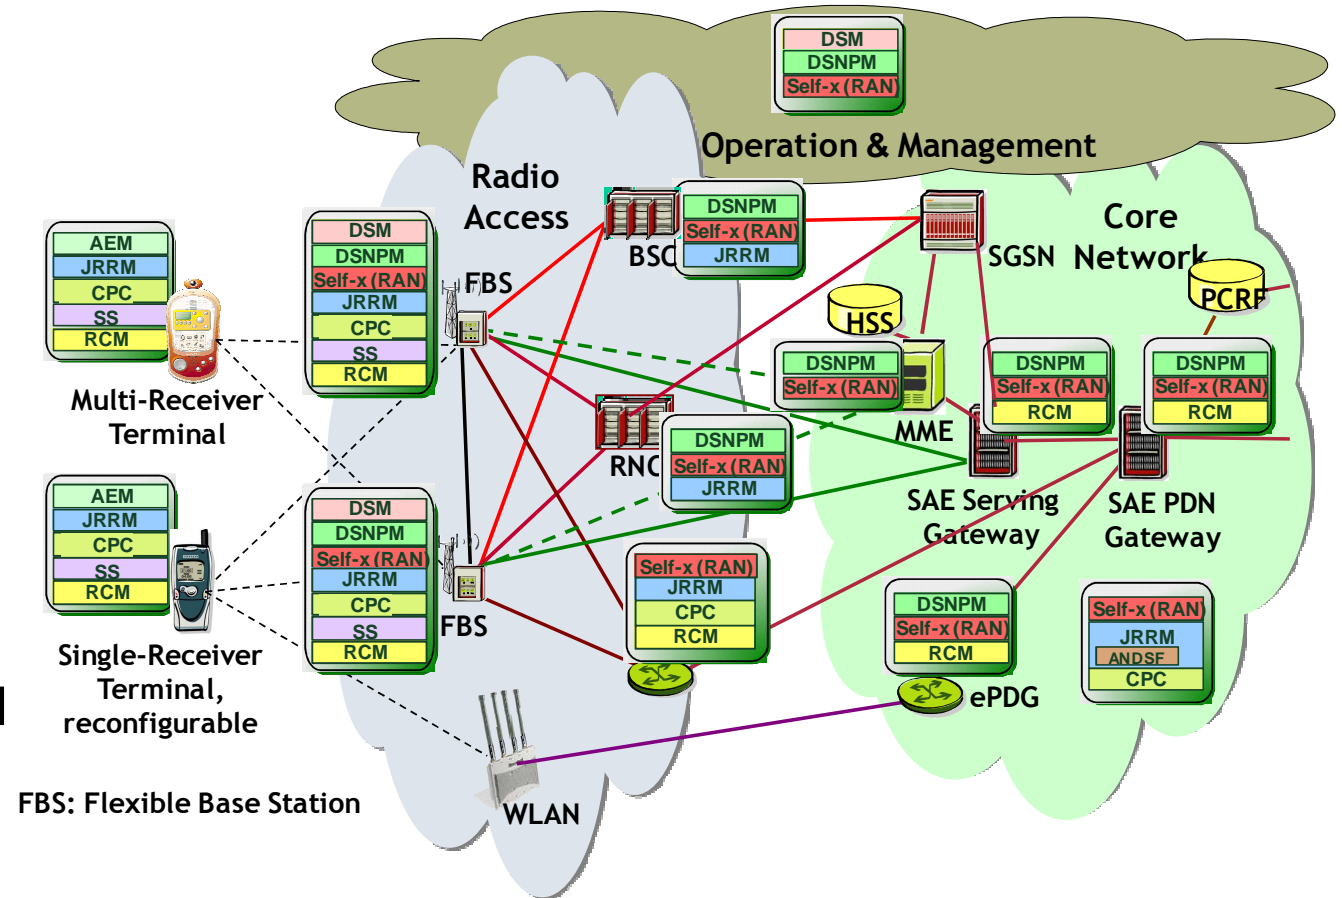 DSM
DSNPM
Self-x (RAN)
Operation & Management
Radio
Access
Core
Network
AEM
JRRM
CPC
SS
RCM
Multi-Receiver
Terminal
DSM
DSNPM
Self-x (RAN)
JRRM
CPC
SS
RCM
FBS
BSC
DSNPM
Self-x (RAN)
JRRM
SGSN
HSS
PCRF
DSNPM
Self-x (RAN)
MME
DSNPM
Self-x (RAN)
RCM
SAE Serving
Gateway
DSNPM
Self-x (RAN)
RCM
SAE PDN
Gateway
RNC
DSNPM
Self-x (RAN)
JRRM
AEM
JRRM
CPC
SS
RCM
Single-Receiver
Terminal,
reconfigurable
DSM
DSNPM
Self-x (RAN)
JRRM
CPC
SS
RCM
FBS
Self-x (RAN)
JRRM
CPC
RCM
DSNPM
Self-x (RAN)
RCM
ePDG
Self-x (RAN)
JRRM
ANDSF
CPC
WLAN
FBS: Flexible Base Station